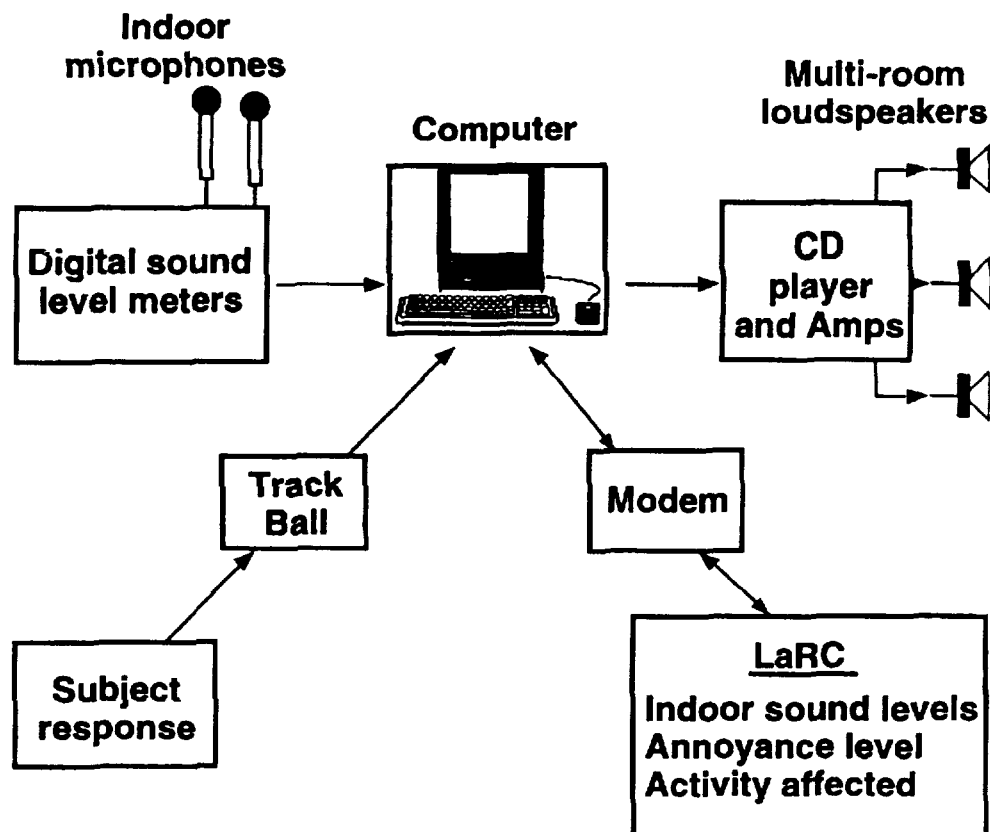 Indoor
microphones
Computer
Multi-room
loudspeakers
Digital sound
level meters
CD
player
and Amps
Track
Ball
Modem
Subject
response
LaRC
Indoor sound levels
Annoyance level
Activity affected